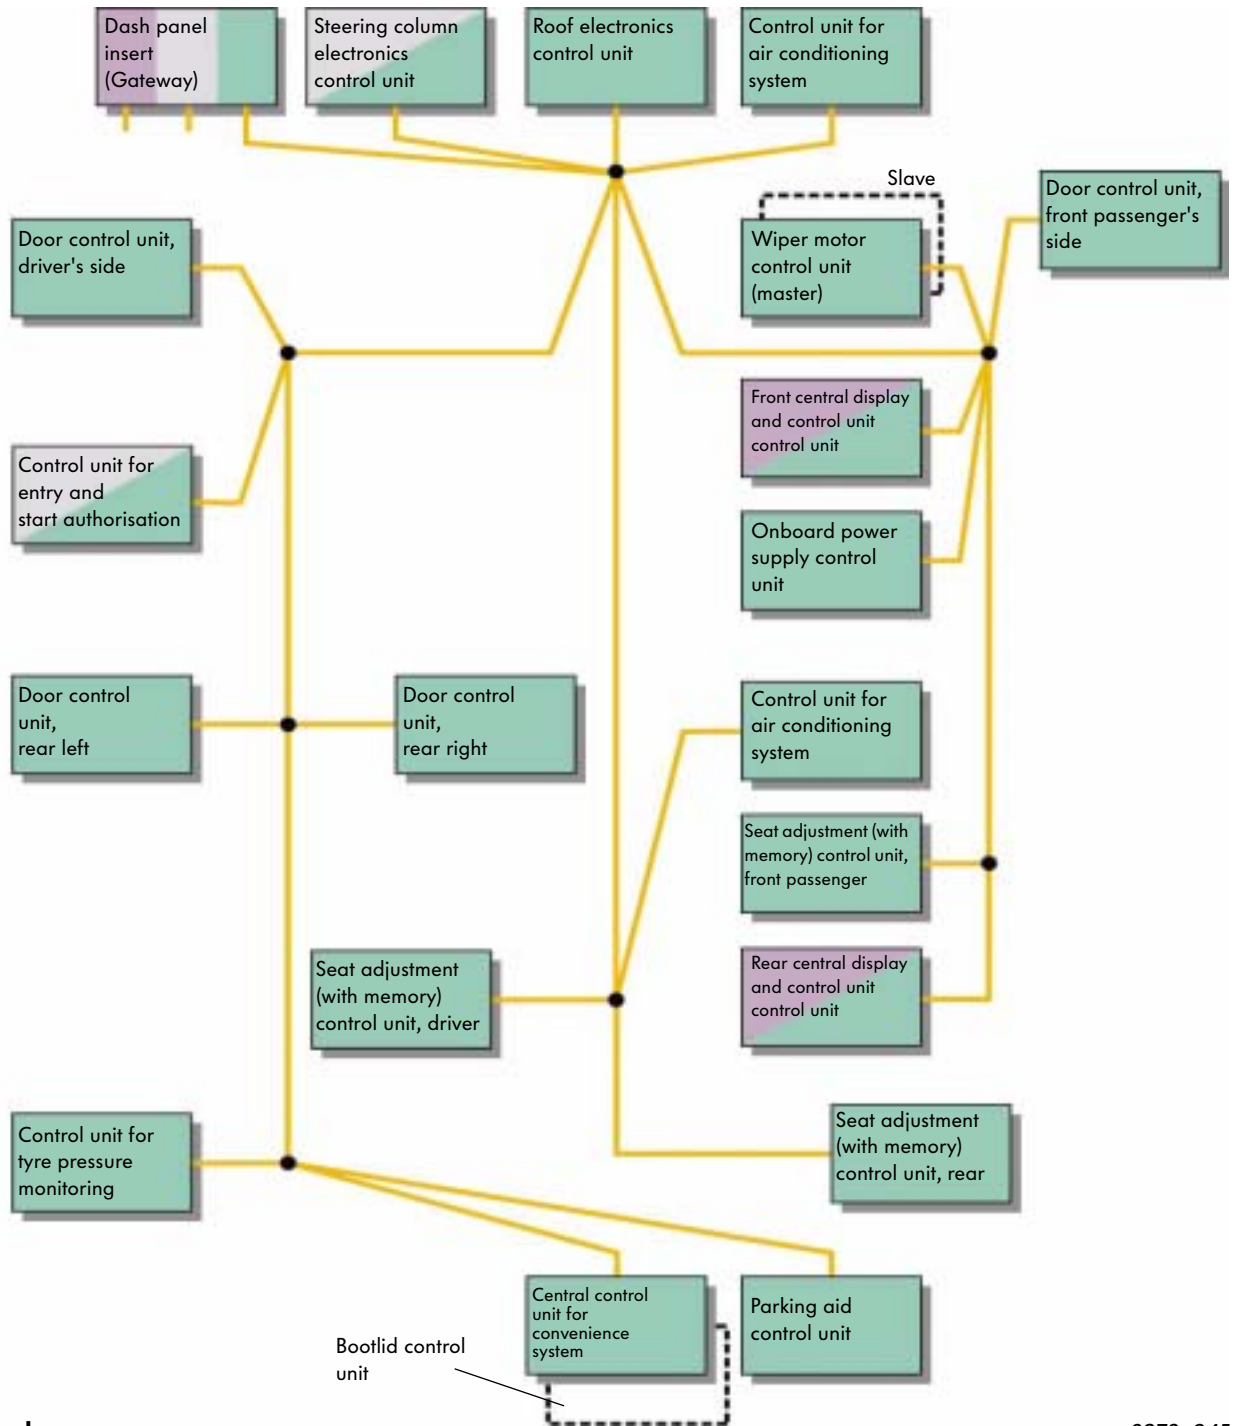 Dash panel
insert
(Gateway)
Steering column
electronics
control unit
Roof electronics
control unit
Control unit for
air conditioning
system
Slave
Door control unit,
front passenger's
side
Door control unit,
driver's side
Wiper motor
control unit
(master)
Front central display
and control unit
control unit
Control unit for
entry and
start authorisation
Onboard power
supply control
unit
Door control
unit,
rear left
Door control
unit,
rear right
Control unit for
air conditioning
system
Seat adjustment (with
memory) control unit,
front passenger
Seat adjustment
(with memory)
control unit, driver
Rear central display
and control unit
control unit
Control unit for
tyre pressure
monitoring
Seat adjustment
(with memory)
control unit, rear
Central control
unit for
convenience
system
Parking aid
control unit
Bootlid control
unit